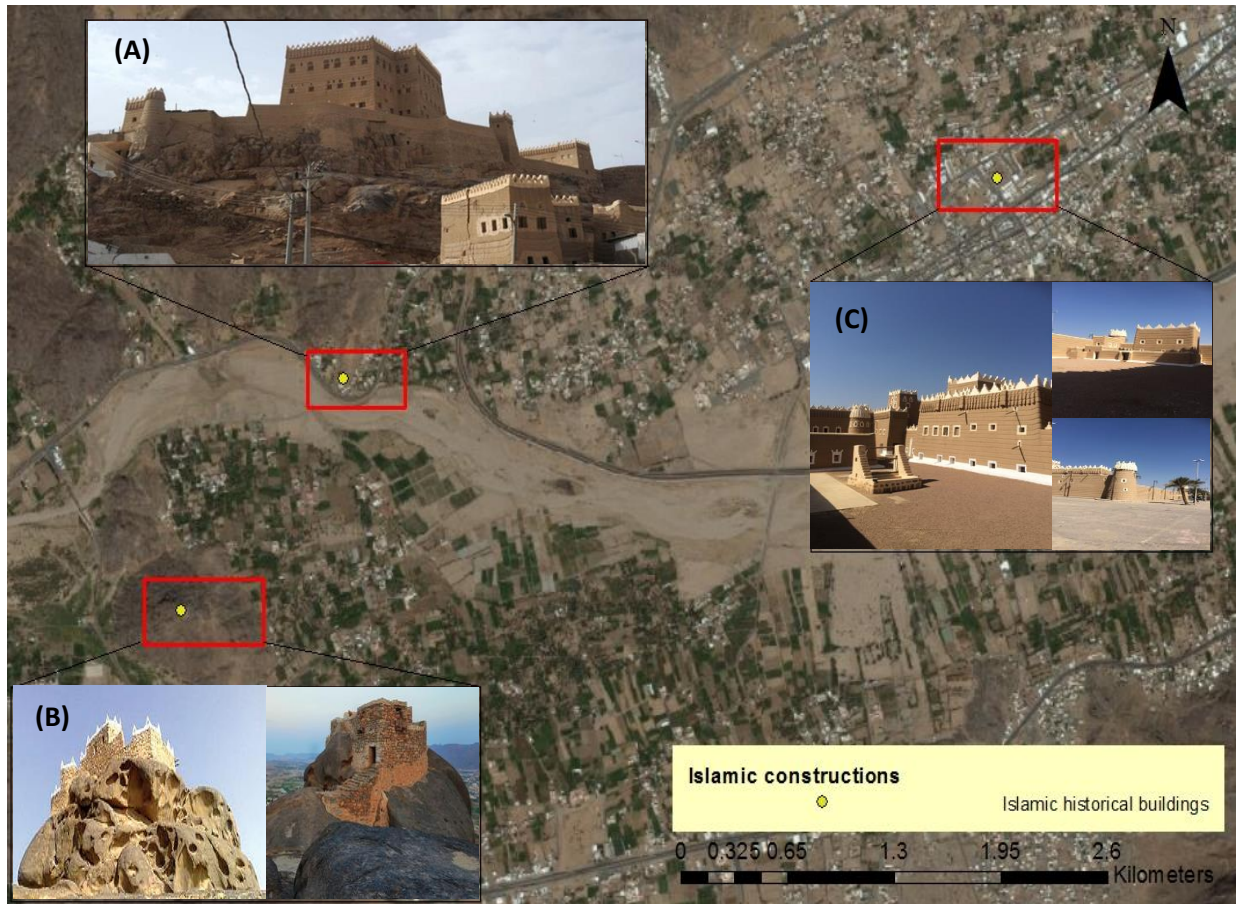 (A)
N
(C)
(B)
Islamic constructions
Islamic historical buildings
0 0.325 0.65 1.3 1.95 2.6
Kilometers